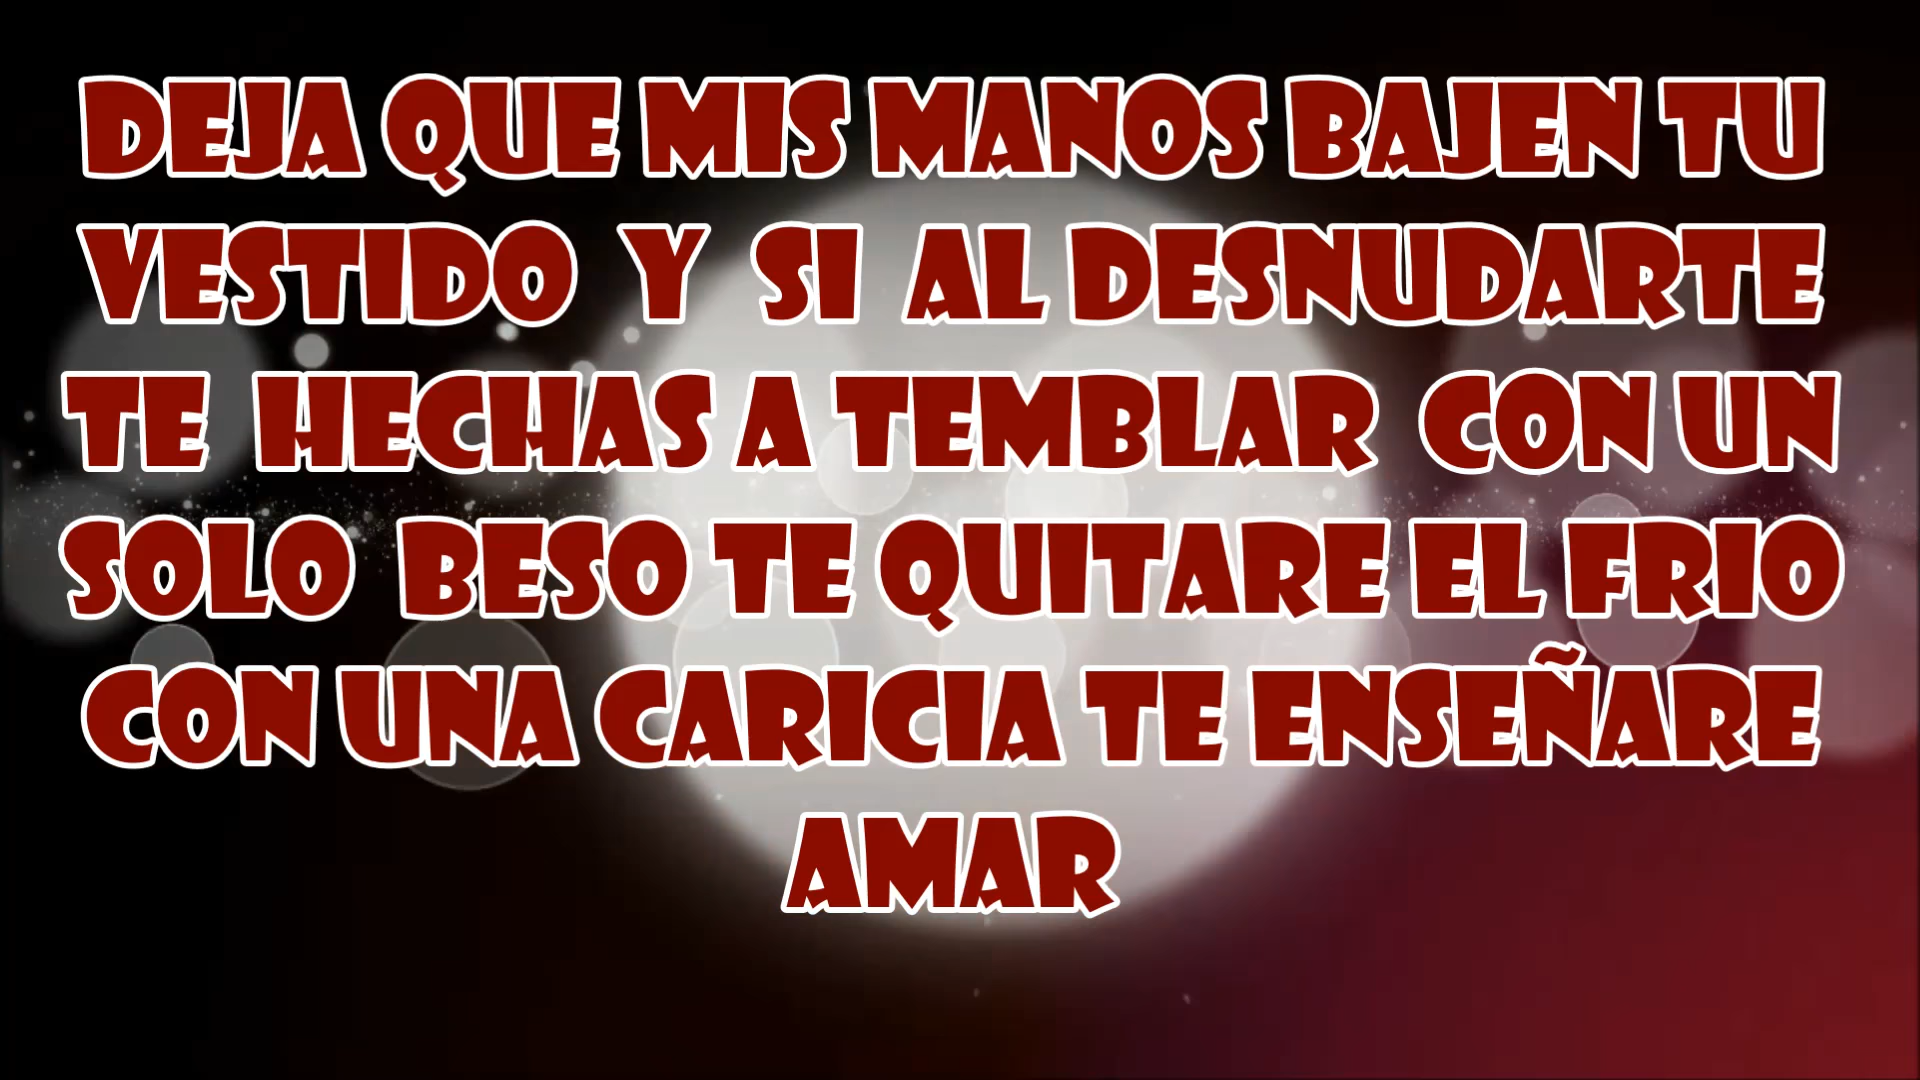 DEJA QUE MIS MANOS BAJEN TU
VESTIDO Y SI AL DESNUDARTE
TE HECHAS A TEMBLAR CON UN
SOLO BESO TE QUITARE EL FRIO
CON UNA CARICIA TE ENSEÑARE
AMAR